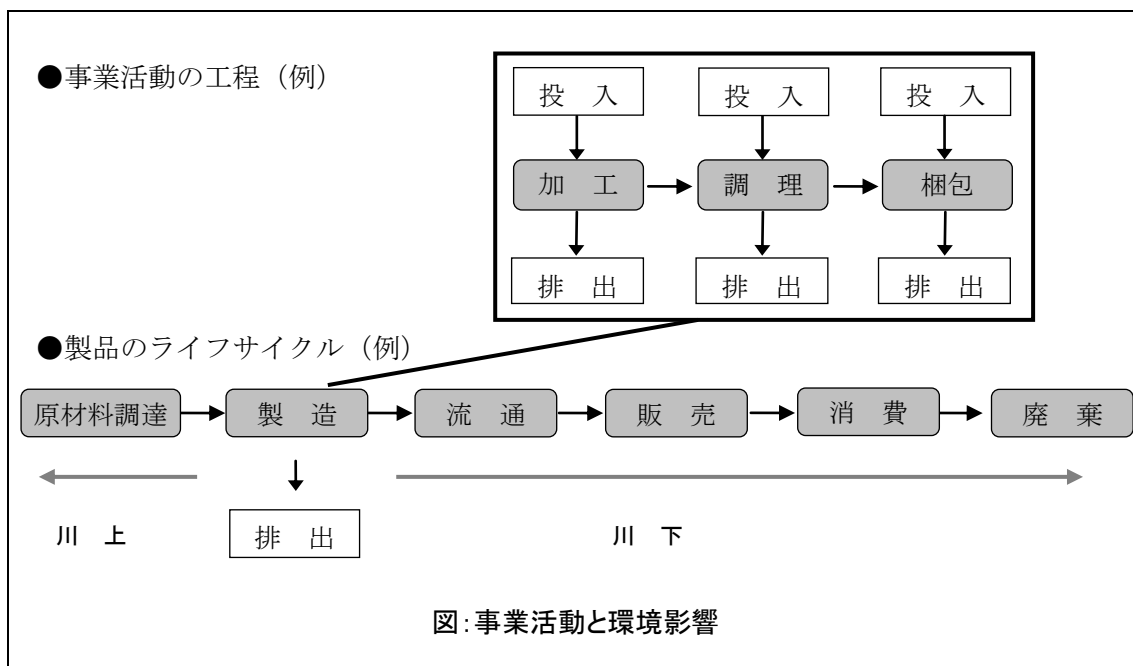 ●事業活動の工程（例）
投　入　投　入　投　入
加　工　調　理　梱包
排　出　排　出　排　出
●製品のライフサイクル（例）
原材料調達　製　造　流　通　販　売　消　費　廃　棄
川　上　排　出　川　下
図：事業活動と環境影響